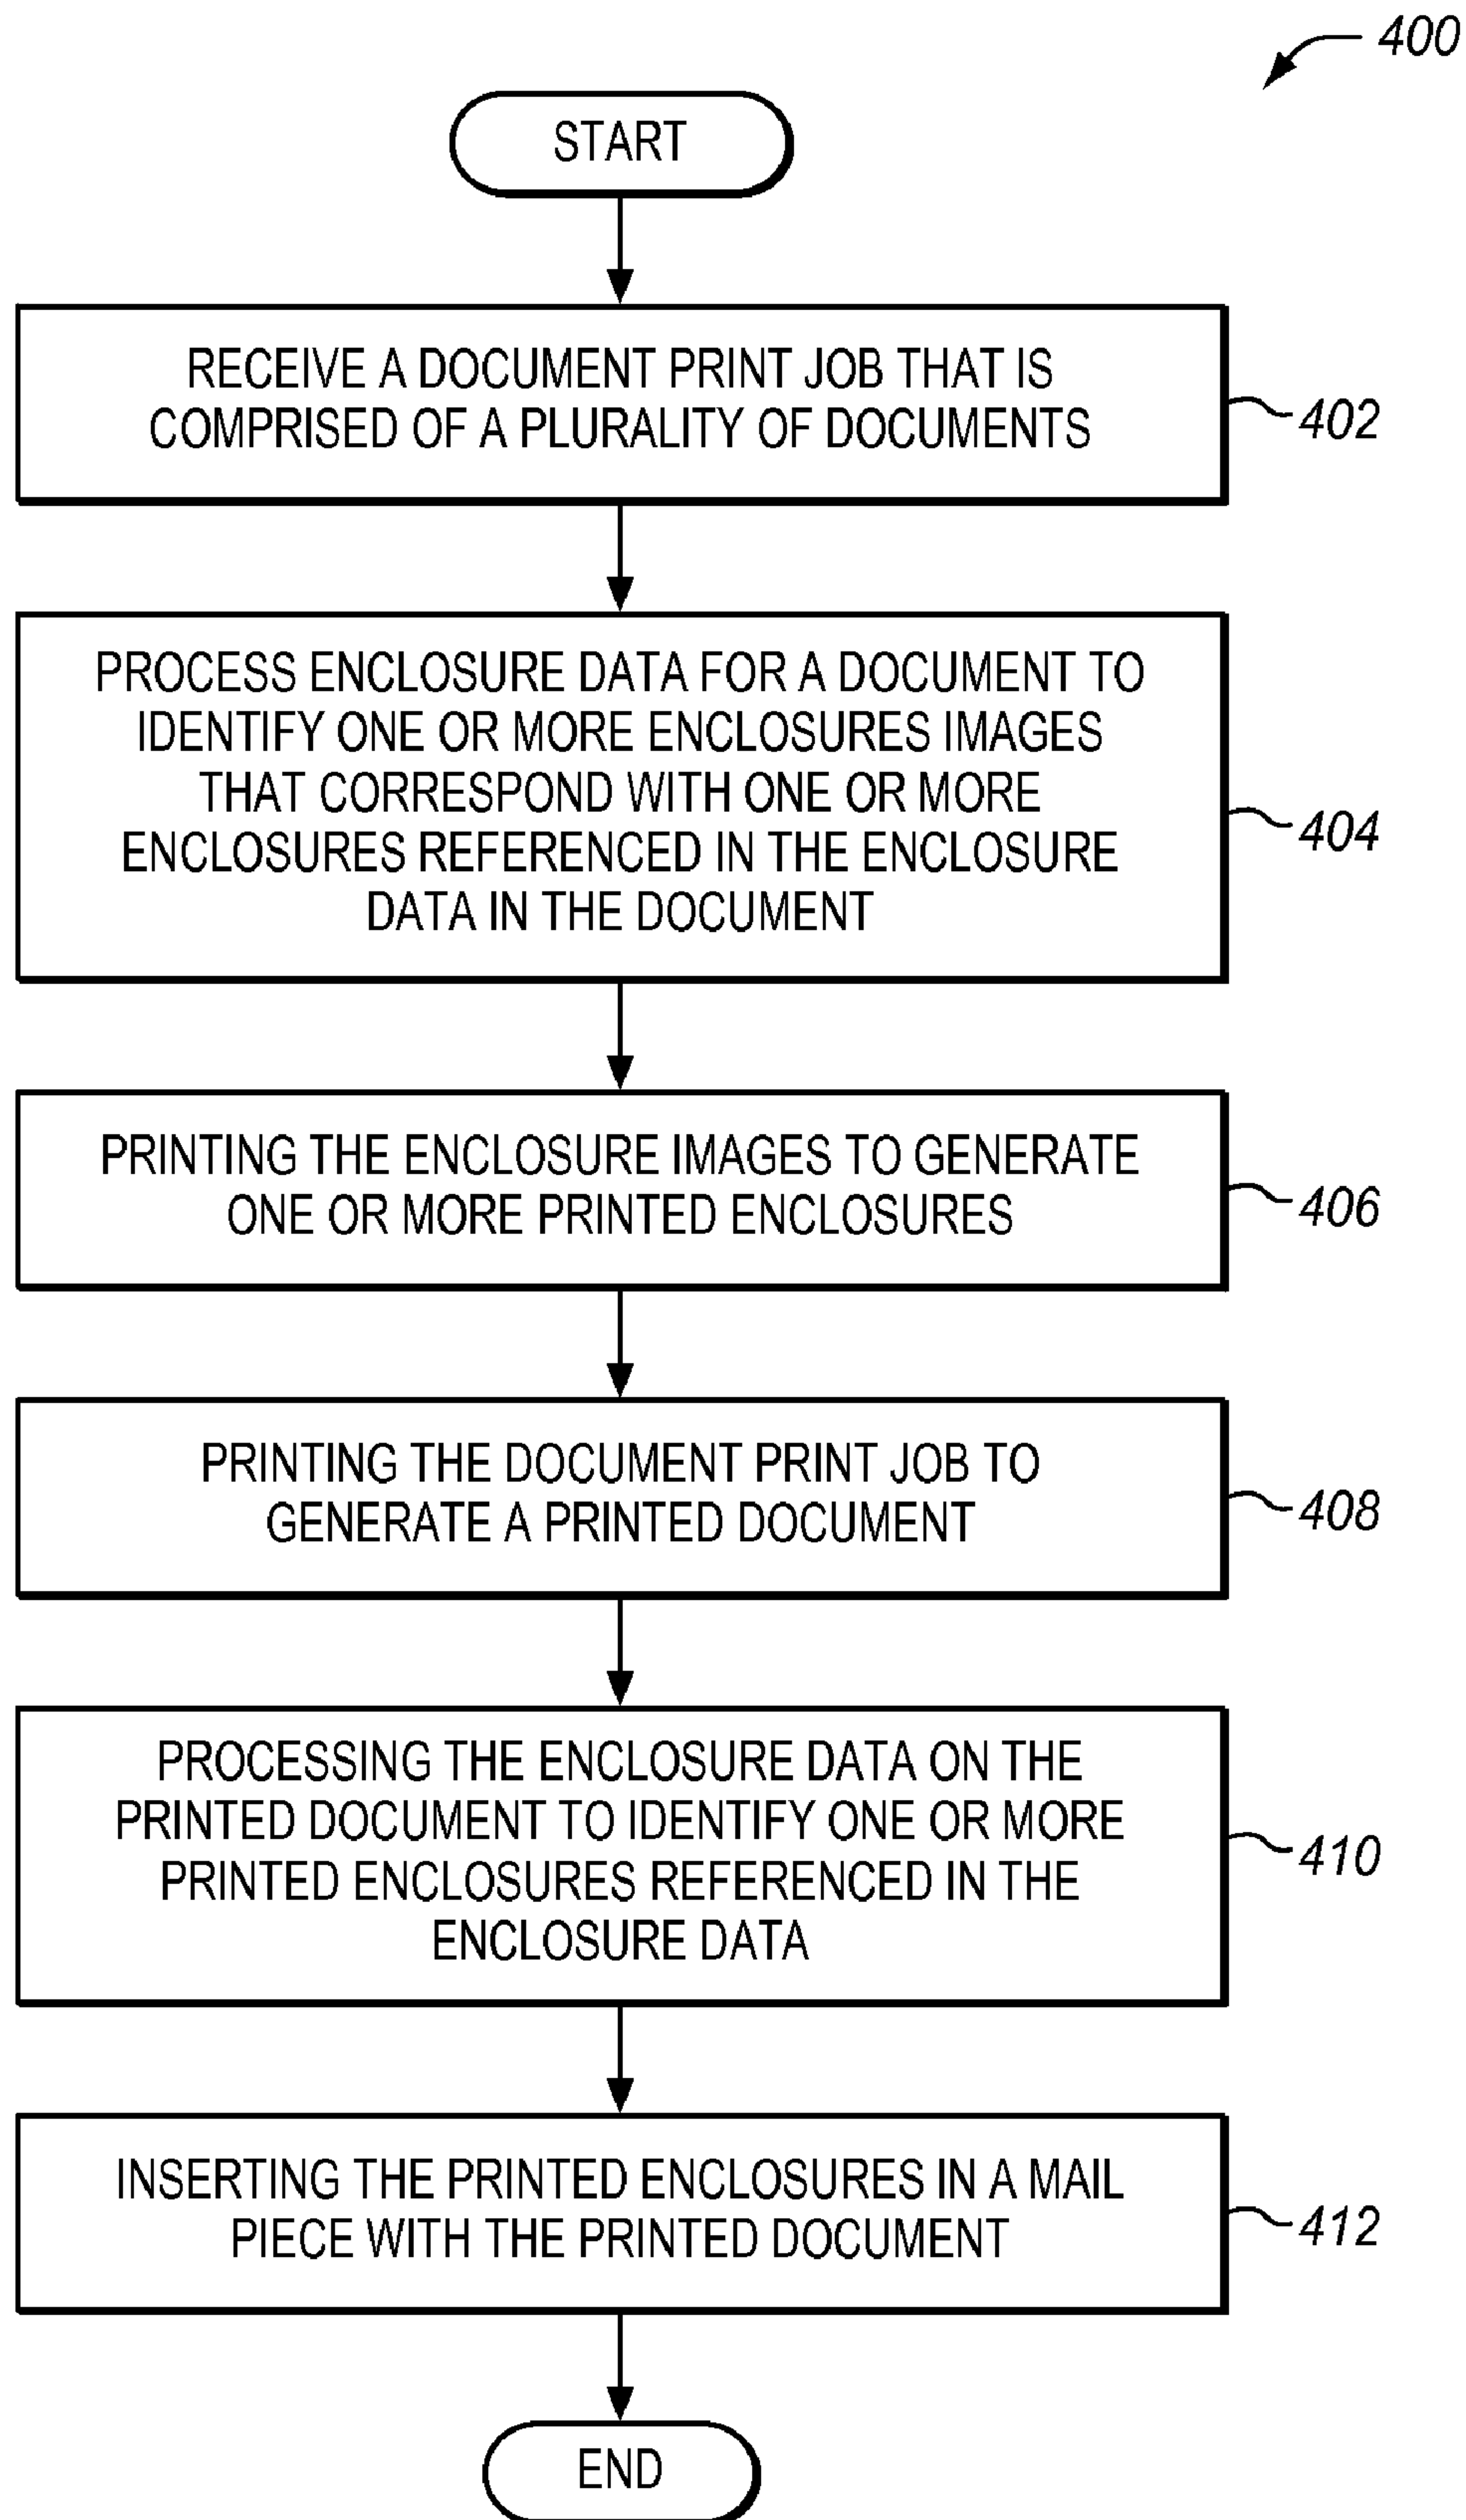 400
START
RECEIVE A DOCUMENT PRINT JOB THAT IS
COMPRISED OF A PLURALITY OF DOCUMENTS
402
PROCESS ENCLOSURE DATA FOR A DOCUMENT TO
IDENTIFY ONE OR MORE ENCLOSURES IMAGES
THAT CORRESPOND WITH ONE OR MORE
ENCLOSURES REFERENCED IN THE ENCLOSURE
DATA IN THE DOCUMENT
404
PRINTING THE ENCLOSURE IMAGES TO GENERATE
ONE OR MORE PRINTED ENCLOSURES
406
PRINTING THE DOCUMENT PRINT JOB TO
GENERATE A PRINTED DOCUMENT
408
PROCESSING THE ENCLOSURE DATA ON THE
PRINTED DOCUMENT TO IDENTIFY ONE OR MORE
PRINTED ENCLOSURES REFERENCED IN THE
ENCLOSURE DATA
410
INSERTING THE PRINTED ENCLOSURES IN A MAIL
PIECE WITH THE PRINTED DOCUMENT
412
END